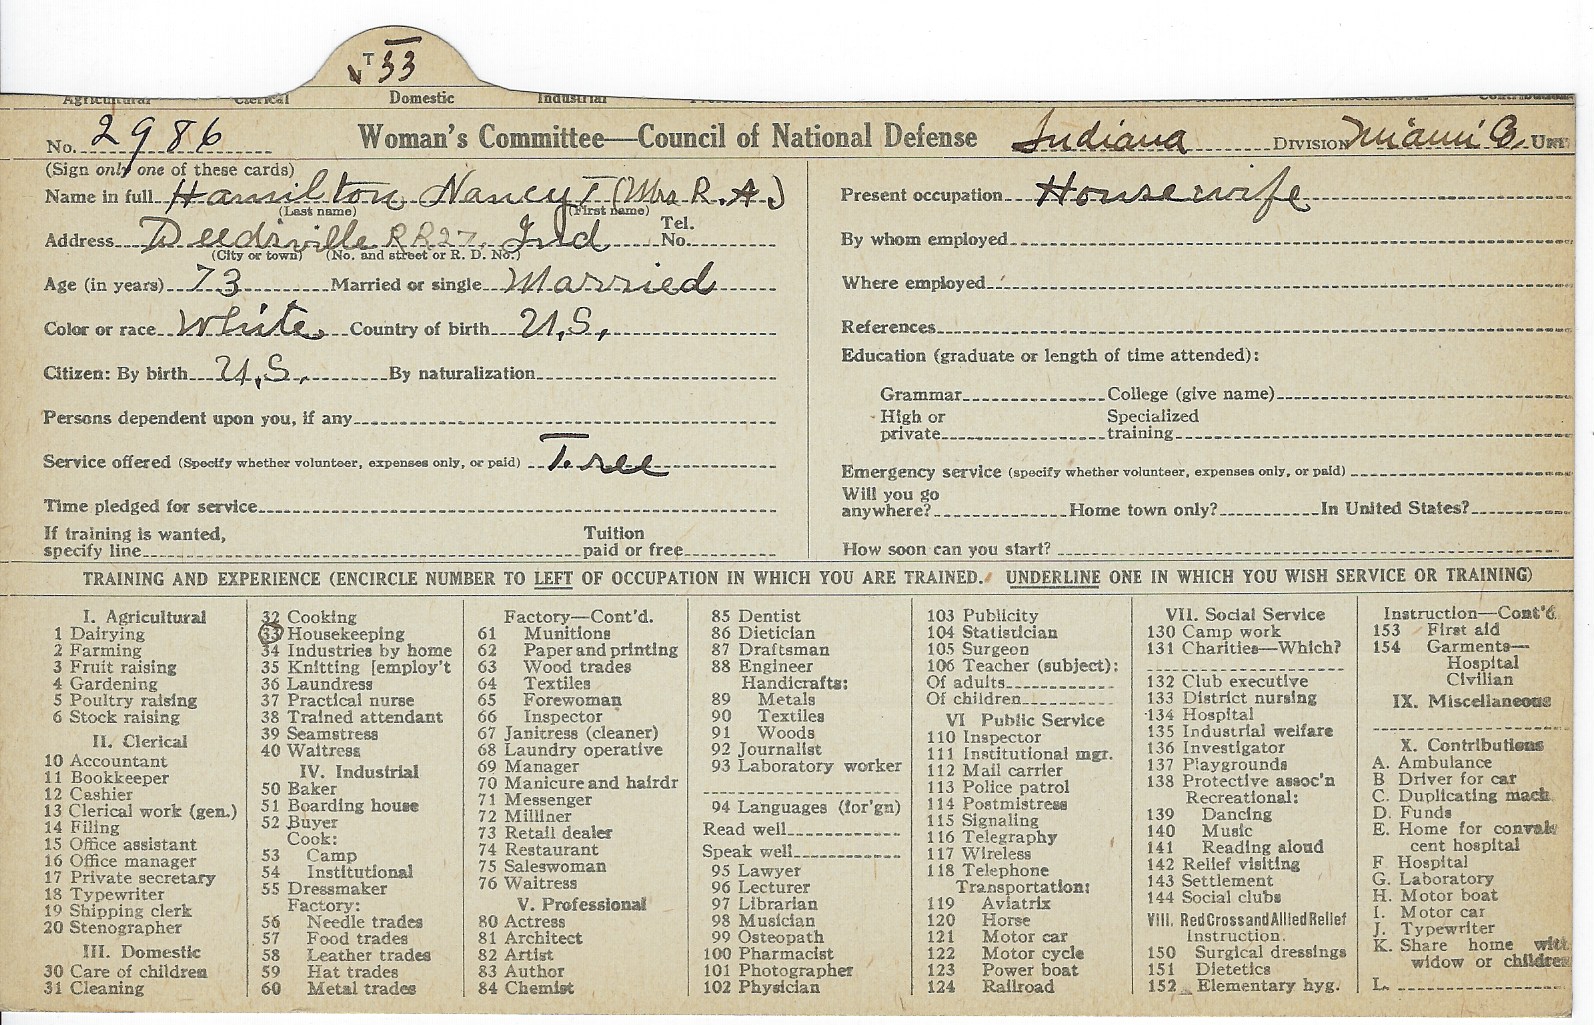 T 33
Agricultural Clerical Domestic Industrial
No. 2986 Woman's Committee—Council of National Defense Indiana DIVISION Miami Co. UNIT
(Sign only one of these cards)
Name in full Hamilton Nancy T (Mrs R. A.)
(Last name) (First name)
Address Deedsville RR27. Ind Tel. No.
(City or town) (No. and street or R. D. No.)
Age (in years) 73 Married or single Married
Color or race White Country of birth U.S.
Citizen: By birth U.S. By naturalization
Persons dependent upon you, if any
Service offered (Specify whether volunteer, expenses only, or paid) Free
Time pledged for service
If training is wanted,
specify line Tuition paid or free
Present occupation Housewife
By whom employed
Where employed
References
Education (graduate or length of time attended):
Grammar College (give name)
High or private Specialized training
Emergency service (specify whether volunteer, expenses only, or paid)
Will you go
anywhere? Home town only? In United States?
How soon can you start?
TRAINING AND EXPERIENCE (ENCIRCLE NUMBER TO LEFT OF OCCUPATION IN WHICH YOU ARE TRAINED. UNDERLINE ONE IN WHICH YOU WISH SERVICE OR TRAINING)
I. Agricultural
1 Dairying
2 Farming
3 Fruit raising
4 Gardening
5 Poultry raising
6 Stock raising
II. Clerical
10 Accountant
11 Bookkeeper
12 Cashier
13 Clerical work (gen.)
14 Filing
15 Office assistant
16 Office manager
17 Private secretary
18 Typewriter
19 Shipping clerk
20 Stenographer
III. Domestic
30 Care of children
31 Cleaning
32 Cooking
33 Housekeeping
34 Industries by home
35 Knitting [employ't
36 Laundress
37 Practical nurse
38 Trained attendant
39 Seamstress
40 Waitress
IV. Industrial
50 Baker
51 Boarding house
52 Buyer
Cook:
53 Camp
54 Institutional
55 Dressmaker
Factory:
56 Needle trades
57 Food trades
58 Leather trades
59 Hat trades
60 Metal trades
Factory—Cont'd.
61 Munitions
62 Paper and printing
63 Wood trades
64 Textiles
65 Forewoman
66 Inspector
67 Janitress (cleaner)
68 Laundry operative
69 Manager
70 Manicure and hairdr
71 Messenger
72 Milliner
73 Retail dealer
74 Restaurant
75 Saleswoman
76 Waitress
V. Professional
80 Actress
81 Architect
82 Artist
83 Author
84 Chemist
85 Dentist
86 Dietician
87 Draftsman
88 Engineer
Handicrafts:
89 Metals
90 Textiles
91 Woods
92 Journalist
93 Laboratory worker
94 Languages (for'gn)
Read well
Speak well
95 Lawyer
96 Lecturer
97 Librarian
98 Musician
99 Osteopath
100 Pharmacist
101 Photographer
102 Physician
103 Publicity
104 Statistician
105 Surgeon
106 Teacher (subject):
Of adults
Of children
VI Public Service
110 Inspector
111 Institutional mgr.
112 Mail carrier
113 Police patrol
114 Postmistress
115 Signaling
116 Telegraphy
117 Wireless
118 Telephone
Transportation:
119 Aviatrix
120 Horse
121 Motor car
122 Motor cycle
123 Power boat
124 Railroad
VII. Social Service
130 Camp work
131 Charities—Which?
132 Club executive
133 District nursing
134 Hospital
135 Industrial welfare
136 Investigator
137 Playgrounds
138 Protective assoc'n
Recreational:
139 Dancing
140 Music
141 Reading aloud
142 Relief visiting
143 Settlement
144 Social clubs
VIII. Red Cross and Allied Relief
Instruction.
150 Surgical dressings
151 Dietetics
152 Elementary hyg.
Instruction—Cont'd.
153 First aid
154 Garments—
Hospital
Civilian
IX. Miscellaneous
X. Contributions
A. Ambulance
B Driver for car
C. Duplicating mach.
D. Funds
E. Home for convales
cent hospital
F. Hospital
G. Laboratory
H. Motor boat
I. Motor car
J. Typewriter
K. Share home with
widow or children
L.